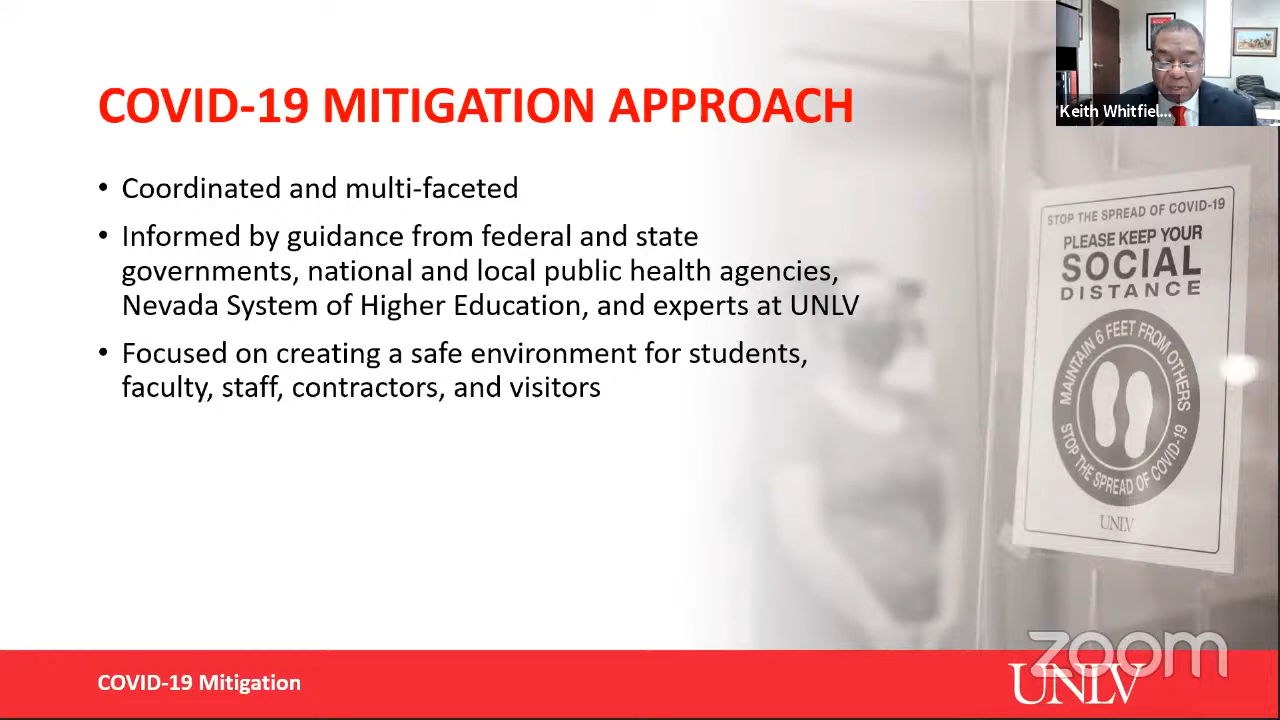 COVID-19 MITIGATION APPROACH
• Coordinated and multi-faceted
• Informed by guidance from federal and state
governments, national and local public health agencies,
Nevada System of Higher Education, and experts at UNLV
• Focused on creating a safe environment for students,
faculty, staff, contractors, and visitors
Keith Whitfiel...
STOP THE SPREAD OF COVID-19
PLEASE KEEP YOUR
SOCIAL
DISTANCE
MAINTAIN 6 FEET FROM OTHERS
STOP THE SPREAD OF COVID-19
UNLV
zoom
COVID-19 Mitigation
UNLV